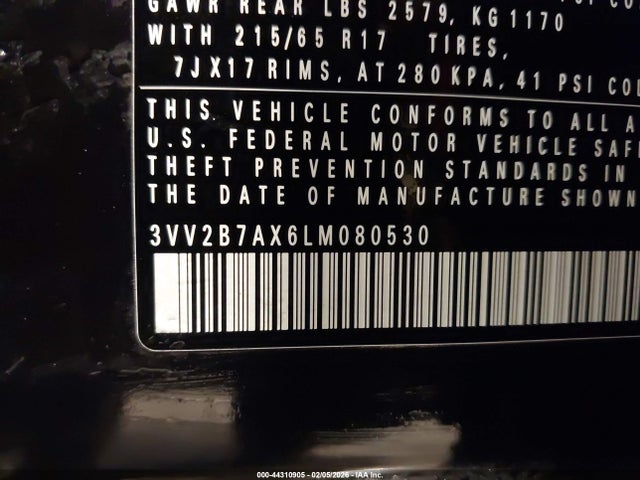 GAWR REAR LBS 2579, KG 1170
WITH 215/65 R17 TIRES,
7JX17 RIMS, AT 280 KPA, 41 PSI COL
THIS VEHICLE CONFORMS TO ALL A
U.S. FEDERAL MOTOR VEHICLE SAF
THEFT PREVENTION STANDARDS IN
THE DATE OF MANUFACTURE SHOWN
3VV2B7AX6LM080530
000-44310905 - 02/05/2026 - IAA Inc.